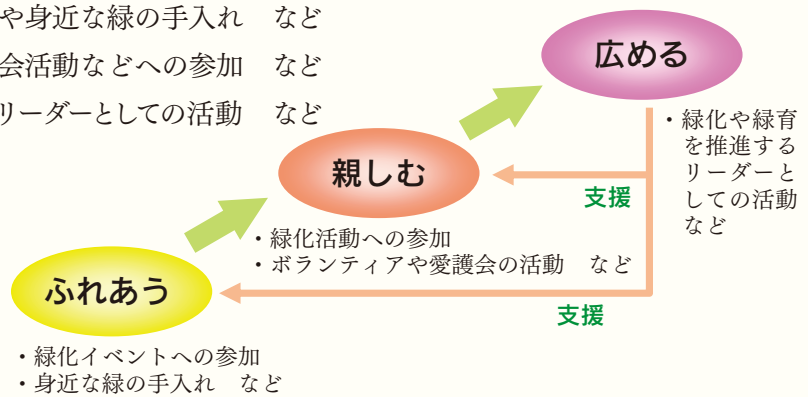 や身近な緑の手入れ　など
会活動などへの参加　など
リーダーとしての活動　など
広める
・緑化や緑育
を推進する
リーダーと
しての活動
など
親しむ
支援
・緑化活動への参加
・ボランティアや愛護会の活動　など
ふれあう
支援
・緑化イベントへの参加
・身近な緑の手入れ　など